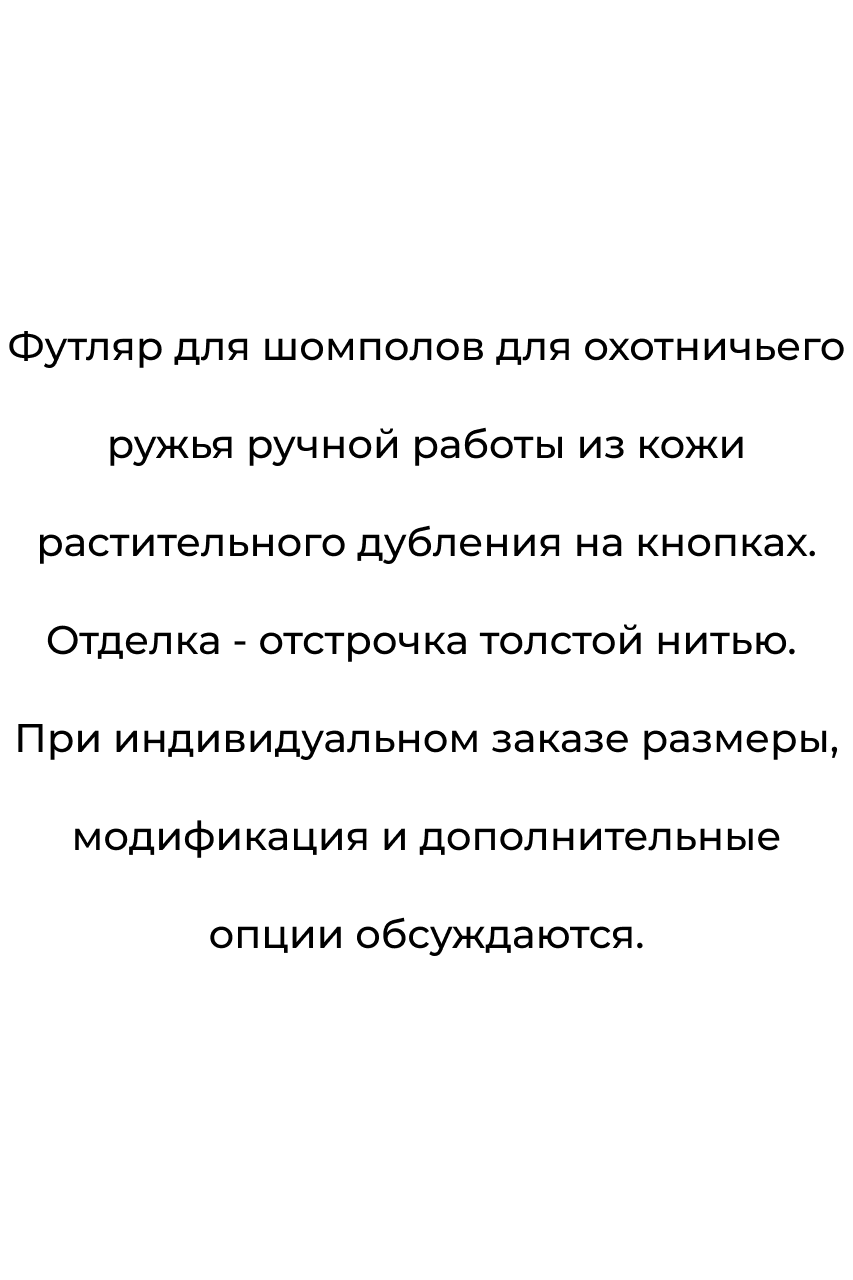 Футляр для шомполов для охотничьего
ружья ручной работы из кожи
растительного дубления на кнопках.
Отделка - отстрочка толстой нитью.
При индивидуальном заказе размеры,
модификация и дополнительные
опции обсуждаются.